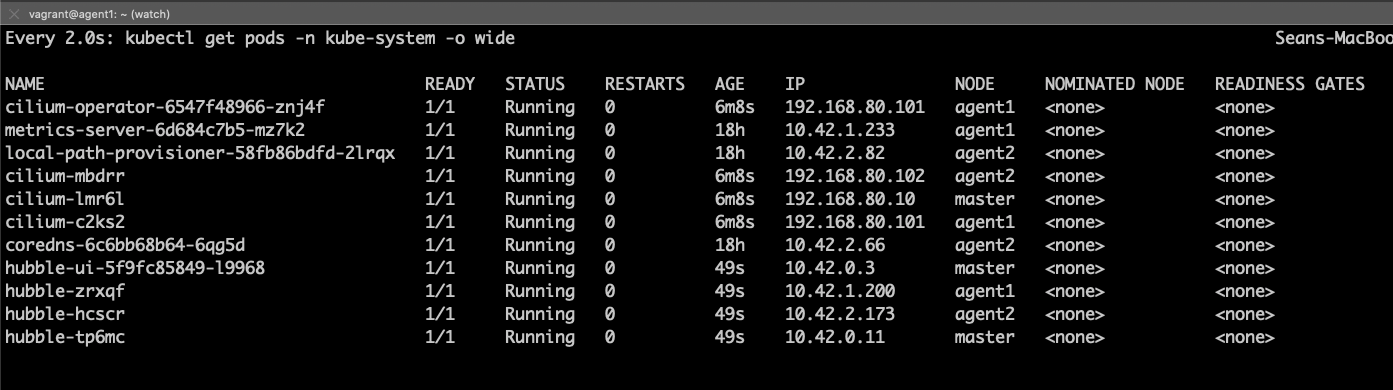 vagrant@agent1: ~ (watch)
Every 2.0s: kubectl get pods -n kube-system -o wide Seans-MacBoo
NAME READY STATUS RESTARTS AGE IP NODE NOMINATED NODE READINESS GATES
cilium-operator-6547f48966-znj4f 1/1 Running 0 6m8s 192.168.80.101 agent1 <none> <none>
metrics-server-6d684c7b5-mz7k2 1/1 Running 0 18h 10.42.1.233 agent1 <none> <none>
local-path-provisioner-58fb86bdfd-2lrqx 1/1 Running 0 18h 10.42.2.82 agent2 <none> <none>
cilium-mbdrr 1/1 Running 0 6m8s 192.168.80.102 agent2 <none> <none>
cilium-lmr6l 1/1 Running 0 6m8s 192.168.80.10 master <none> <none>
cilium-c2ks2 1/1 Running 0 6m8s 192.168.80.101 agent1 <none> <none>
coredns-6c6bb68b64-6qg5d 1/1 Running 0 18h 10.42.2.66 agent2 <none> <none>
hubble-ui-5f9fc85849-l9968 1/1 Running 0 49s 10.42.0.3 master <none> <none>
hubble-zrxqf 1/1 Running 0 49s 10.42.1.200 agent1 <none> <none>
hubble-hcscr 1/1 Running 0 49s 10.42.2.173 agent2 <none> <none>
hubble-tp6mc 1/1 Running 0 49s 10.42.0.11 master <none> <none>